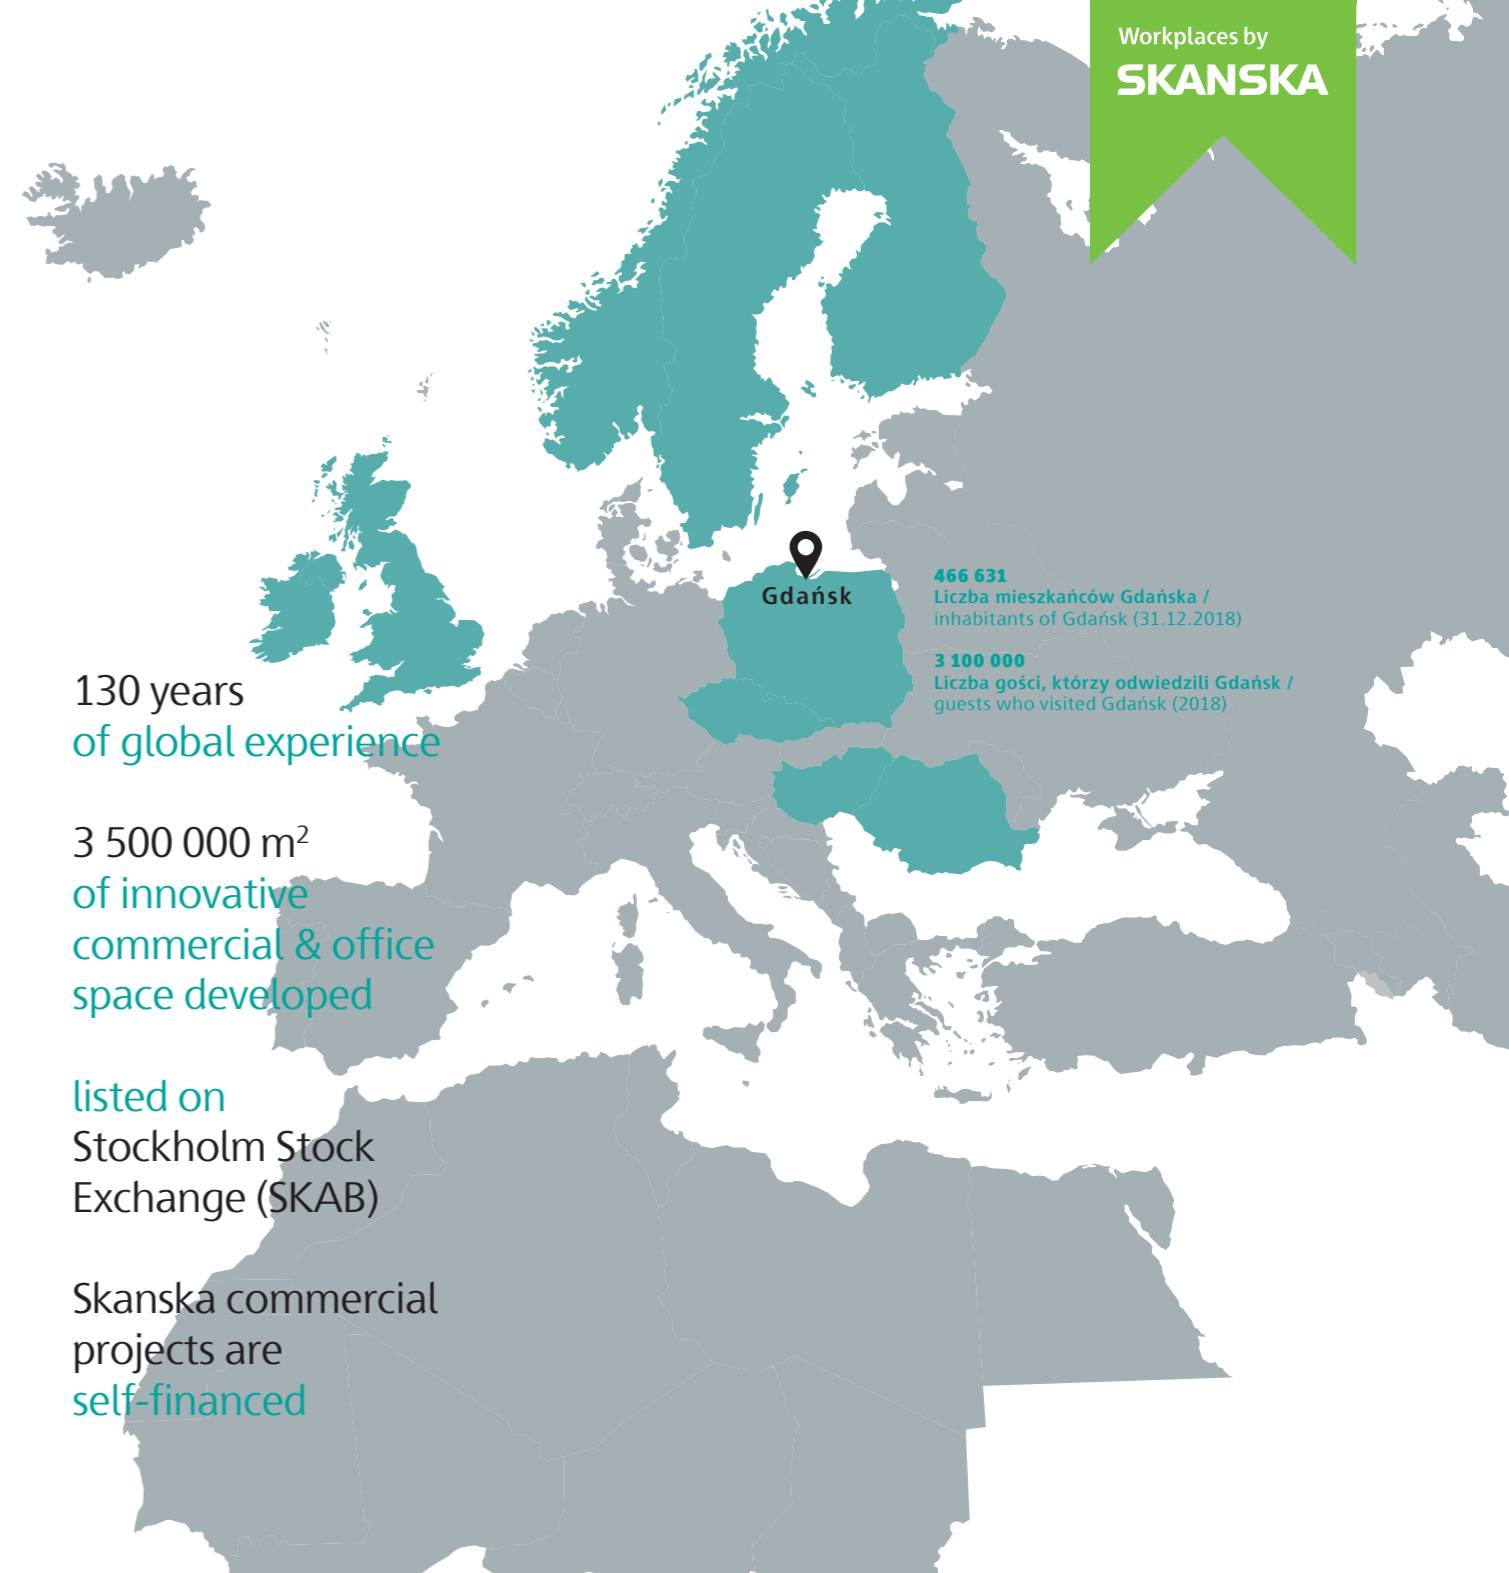 Workplaces by
SKANSKA
Gdańsk
466 631
Liczba mieszkańców Gdańska /
inhabitants of Gdańsk (31.12.2018)
3 100 000
Liczba gości, którzy odwiedzili Gdańsk /
guests who visited Gdańsk (2018)
130 years
of global experience
3 500 000 m²
of innovative
commercial & office
space developed
listed on
Stockholm Stock
Exchange (SKAB)
Skanska commercial
projects are
self-financed